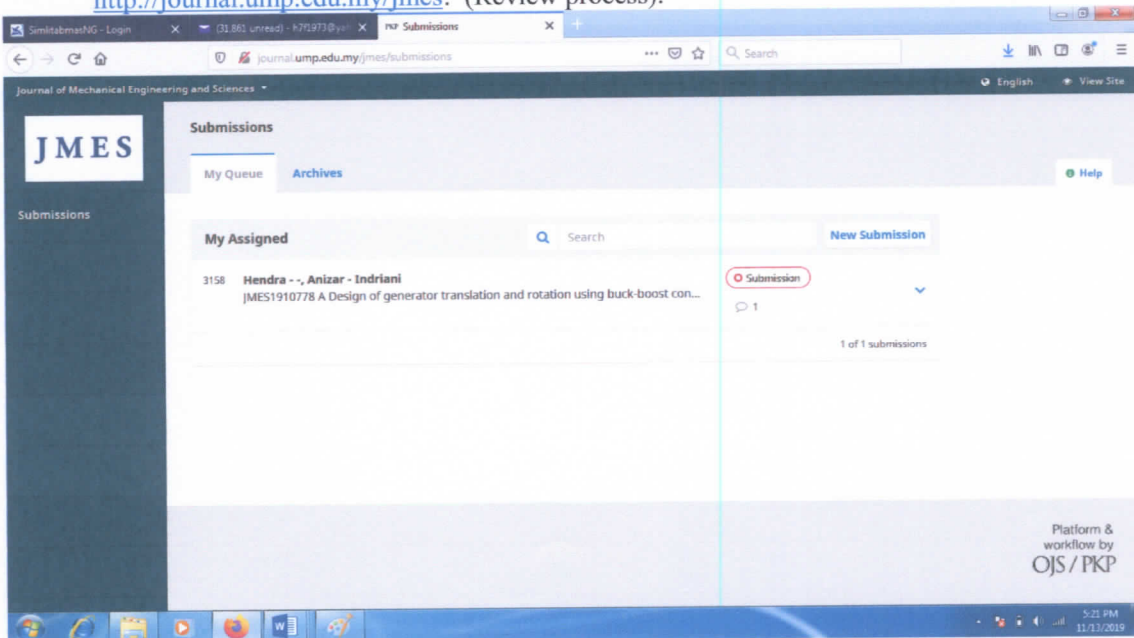 http://journal.ump.edu.my/jmes. (Review process).
SimlitabmasNG - Login
(31,861 unread) - h7f1973@yah
PKP Submissions
journal.ump.edu.my/jmes/submissions
Search
Journal of Mechanical Engineering and Sciences
English
View Site
JMES
Submissions
My Queue
Archives
Help
Submissions
My Assigned
Search
New Submission
3158
Hendra - -, Anizar - Indriani
JMES1910778 A Design of generator translation and rotation using buck-boost con...
Submission
1
1 of 1 submissions
Platform &
workflow by
OJS / PKP
5:21 PM
11/13/2019